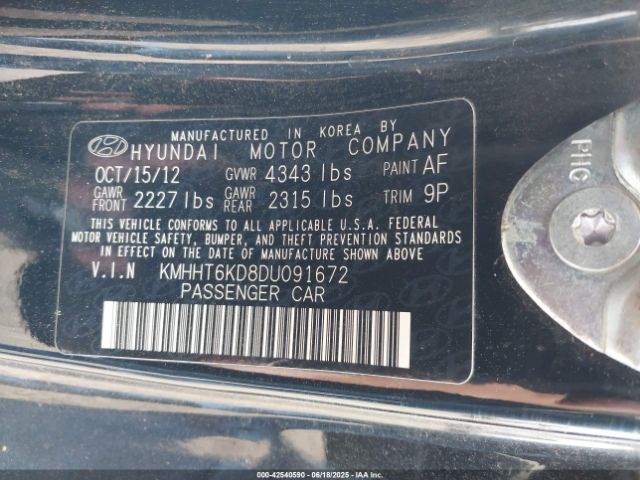 MANUFACTURED IN KOREA BY
HYUNDAI MOTOR COMPANY
OCT/15/12 GVWR 4343 lbs PAINT AF
GAWR FRONT 2227 lbs GAWR REAR 2315 lbs TRIM 9P
THIS VEHICLE CONFORMS TO ALL APPLICABLE U.S.A. FEDERAL
MOTOR VEHICLE SAFETY, BUMPER, AND THEFT PREVENTION STANDARDS
IN EFFECT ON THE DATE OF MANUFACTURE SHOWN ABOVE
V.I.N KMHHT6KD8DU091672
PASSENGER CAR
PHC
000-42540590 - 06/18/2025 - IAA Inc.